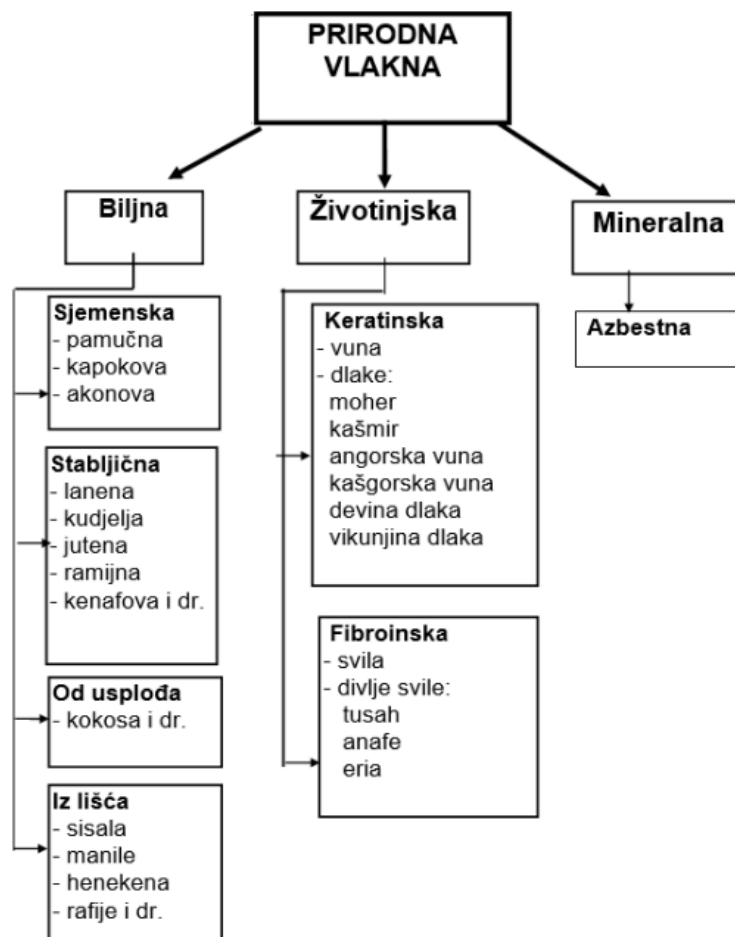 PRIRODNA
VLAKNA
Biljna
Sjemenska
- pamučna
- kapokova
- akonova
Stabljična
- lanena
- kudjelja
- jutena
- ramijna
- kenafova i dr.
Od usplođa
- kokosa i dr.
Iz lišća
- sisala
- manile
- henekena
- rafije i dr.
Životinjska
Keratinska
- vuna
- dlake:
moher
kašmir
angorska vuna
kašgorska vuna
devina dlaka
vikunjina dlaka
Fibroinska
- svila
- divlje svile:
tusah
anafe
eria
Mineralna
Azbestna